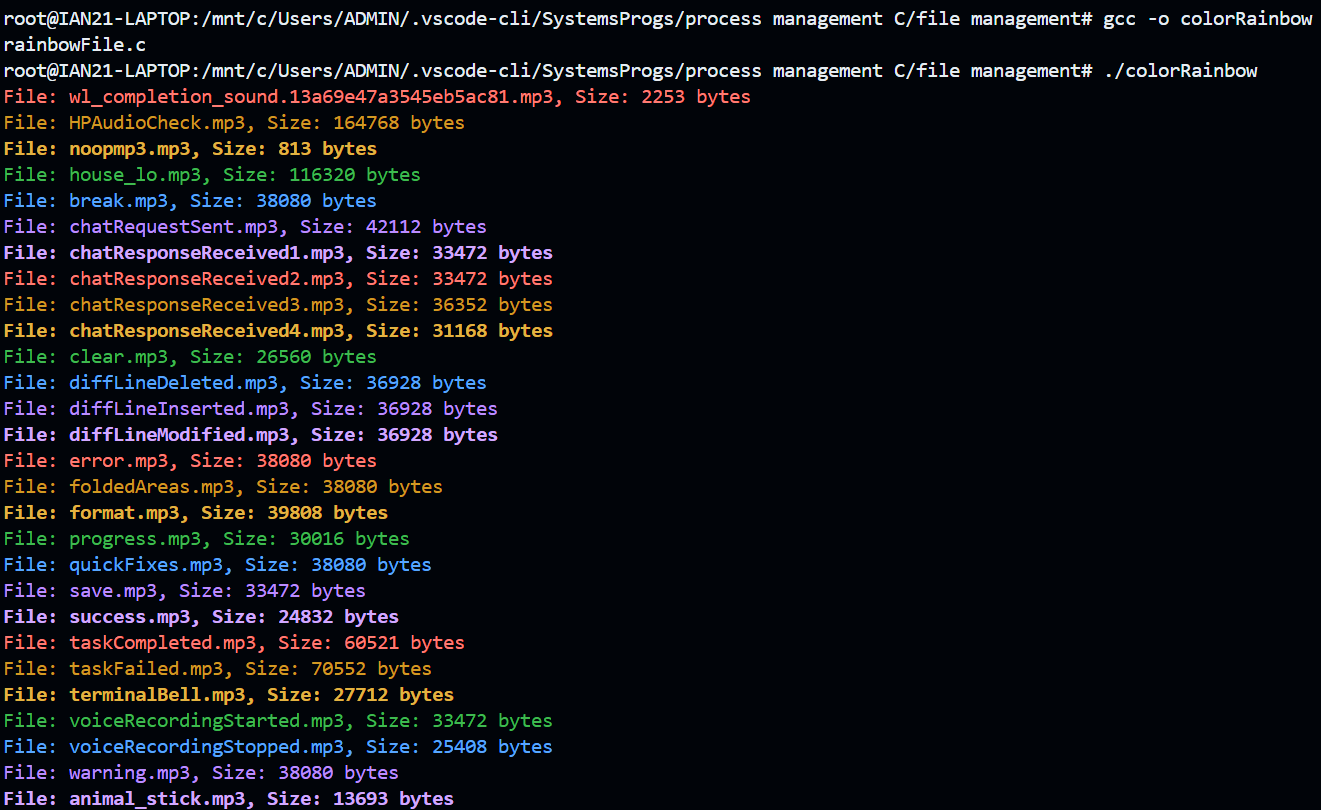 root@IAN21-LAPTOP:/mnt/c/Users/ADMIN/.vscode-cli/SystemsProgs/process management C/file management# gcc -o colorRainbow
rainbowFile.c
root@IAN21-LAPTOP:/mnt/c/Users/ADMIN/.vscode-cli/SystemsProgs/process management C/file management# ./colorRainbow
File: wl_completion_sound.13a69e47a3545eb5ac81.mp3, Size: 2253 bytes
File: HPAudioCheck.mp3, Size: 164768 bytes
File: noopmp3.mp3, Size: 813 bytes
File: house_lo.mp3, Size: 116320 bytes
File: break.mp3, Size: 38080 bytes
File: chatRequestSent.mp3, Size: 42112 bytes
File: chatResponseReceived1.mp3, Size: 33472 bytes
File: chatResponseReceived2.mp3, Size: 33472 bytes
File: chatResponseReceived3.mp3, Size: 36352 bytes
File: chatResponseReceived4.mp3, Size: 31168 bytes
File: clear.mp3, Size: 26560 bytes
File: diffLineDeleted.mp3, Size: 36928 bytes
File: diffLineInserted.mp3, Size: 36928 bytes
File: diffLineModified.mp3, Size: 36928 bytes
File: error.mp3, Size: 38080 bytes
File: foldedAreas.mp3, Size: 38080 bytes
File: format.mp3, Size: 39808 bytes
File: progress.mp3, Size: 30016 bytes
File: quickFixes.mp3, Size: 38080 bytes
File: save.mp3, Size: 33472 bytes
File: success.mp3, Size: 24832 bytes
File: taskCompleted.mp3, Size: 60521 bytes
File: taskFailed.mp3, Size: 70552 bytes
File: terminalBell.mp3, Size: 27712 bytes
File: voiceRecordingStarted.mp3, Size: 33472 bytes
File: voiceRecordingStopped.mp3, Size: 25408 bytes
File: warning.mp3, Size: 38080 bytes
File: animal_stick.mp3, Size: 13693 bytes